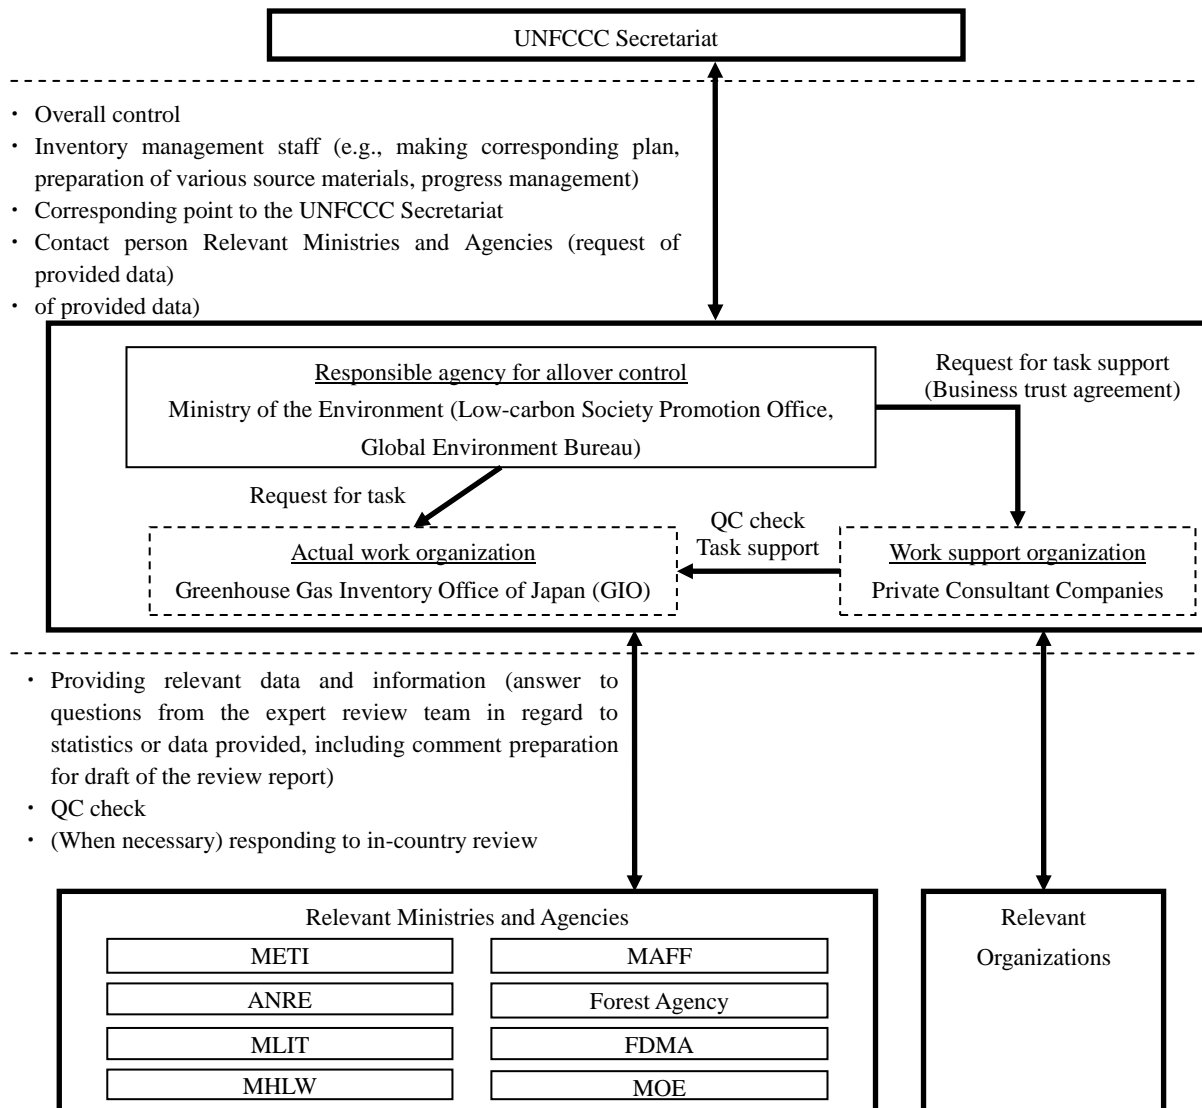 UNFCCC Secretariat
・ Overall control
・ Inventory management staff (e.g., making corresponding plan,
preparation of various source materials, progress management)
・ Corresponding point to the UNFCCC Secretariat
・ Contact person Relevant Ministries and Agencies (request of
provided data)
・ of provided data)
Responsible agency for allover control
Ministry of the Environment (Low-carbon Society Promotion Office,
Global Environment Bureau)
Request for task support
(Business trust agreement)
Request for task
QC check
Task support
Actual work organization
Greenhouse Gas Inventory Office of Japan (GIO)
Work support organization
Private Consultant Companies
・ Providing relevant data and information (answer to
questions from the expert review team in regard to
statistics or data provided, including comment preparation
for draft of the review report)
・ QC check
・ (When necessary) responding to in-country review
Relevant Ministries and Agencies
METI
MAFF
ANRE
Forest Agency
MLIT
FDMA
MHLW
MOE
Relevant
Organizations